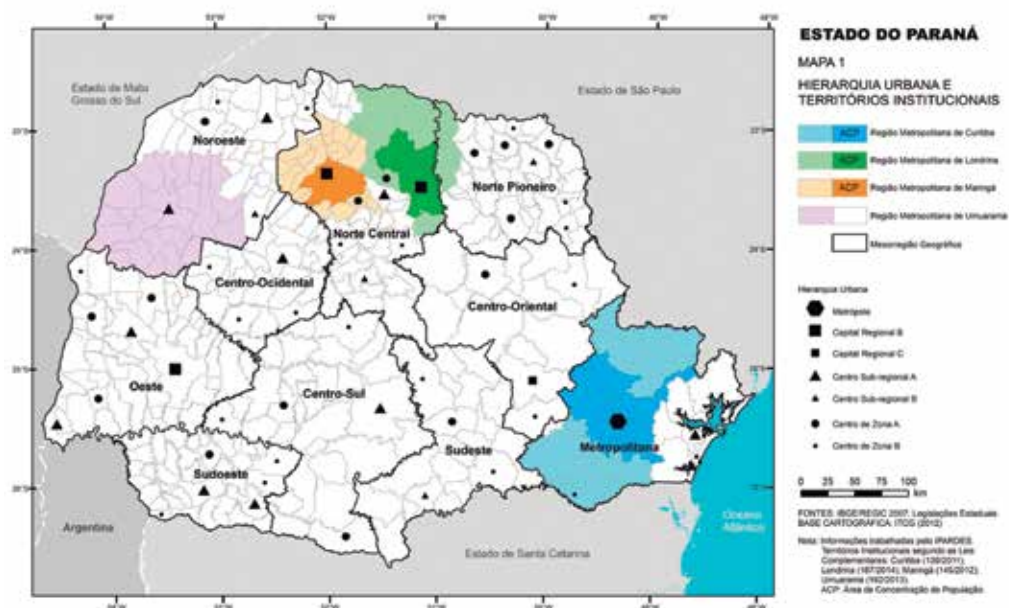 ESTADO DO PARANÁ
MAPA 1
HIERARQUIA URBANA E
TERRITÓRIOS INSTITUCIONAIS
ACP Região Metropolitana de Curitiba
ACP Região Metropolitana de Londrina
ACP Região Metropolitana de Maringá
Região Metropolitana de Umuarama
Mesorregião Geográfica
Hierarquia Urbana
Metrópole
Capital Regional B
Capital Regional C
Centro Sub-regional A
Centro Sub-regional B
Centro de Zona A
Centro de Zona B
0 25 50 75 100
km
FONTES: IBGE/REGIC 2007; Legislações Estaduais
BASE CARTOGRÁFICA: ITCG (2012)
Nota: Informações trabalhadas pelo IPARDES.
Territórios Institucionais segundo as Leis
Complementares: Curitiba (139/2011),
Londrina (187/2014), Maringá (145/2012),
Umuarama (162/2013).
ACP: Área de Concentração de População.
Estado de Mato
Grosso do Sul
Estado de São Paulo
Noroeste
Norte Pioneiro
Norte Central
Centro-Ocidental
Centro-Oriental
Oeste
Centro-Sul
Sudeste
Metropolitana
Sudoeste
Argentina
Oceano
Atlântico
Estado de Santa Catarina